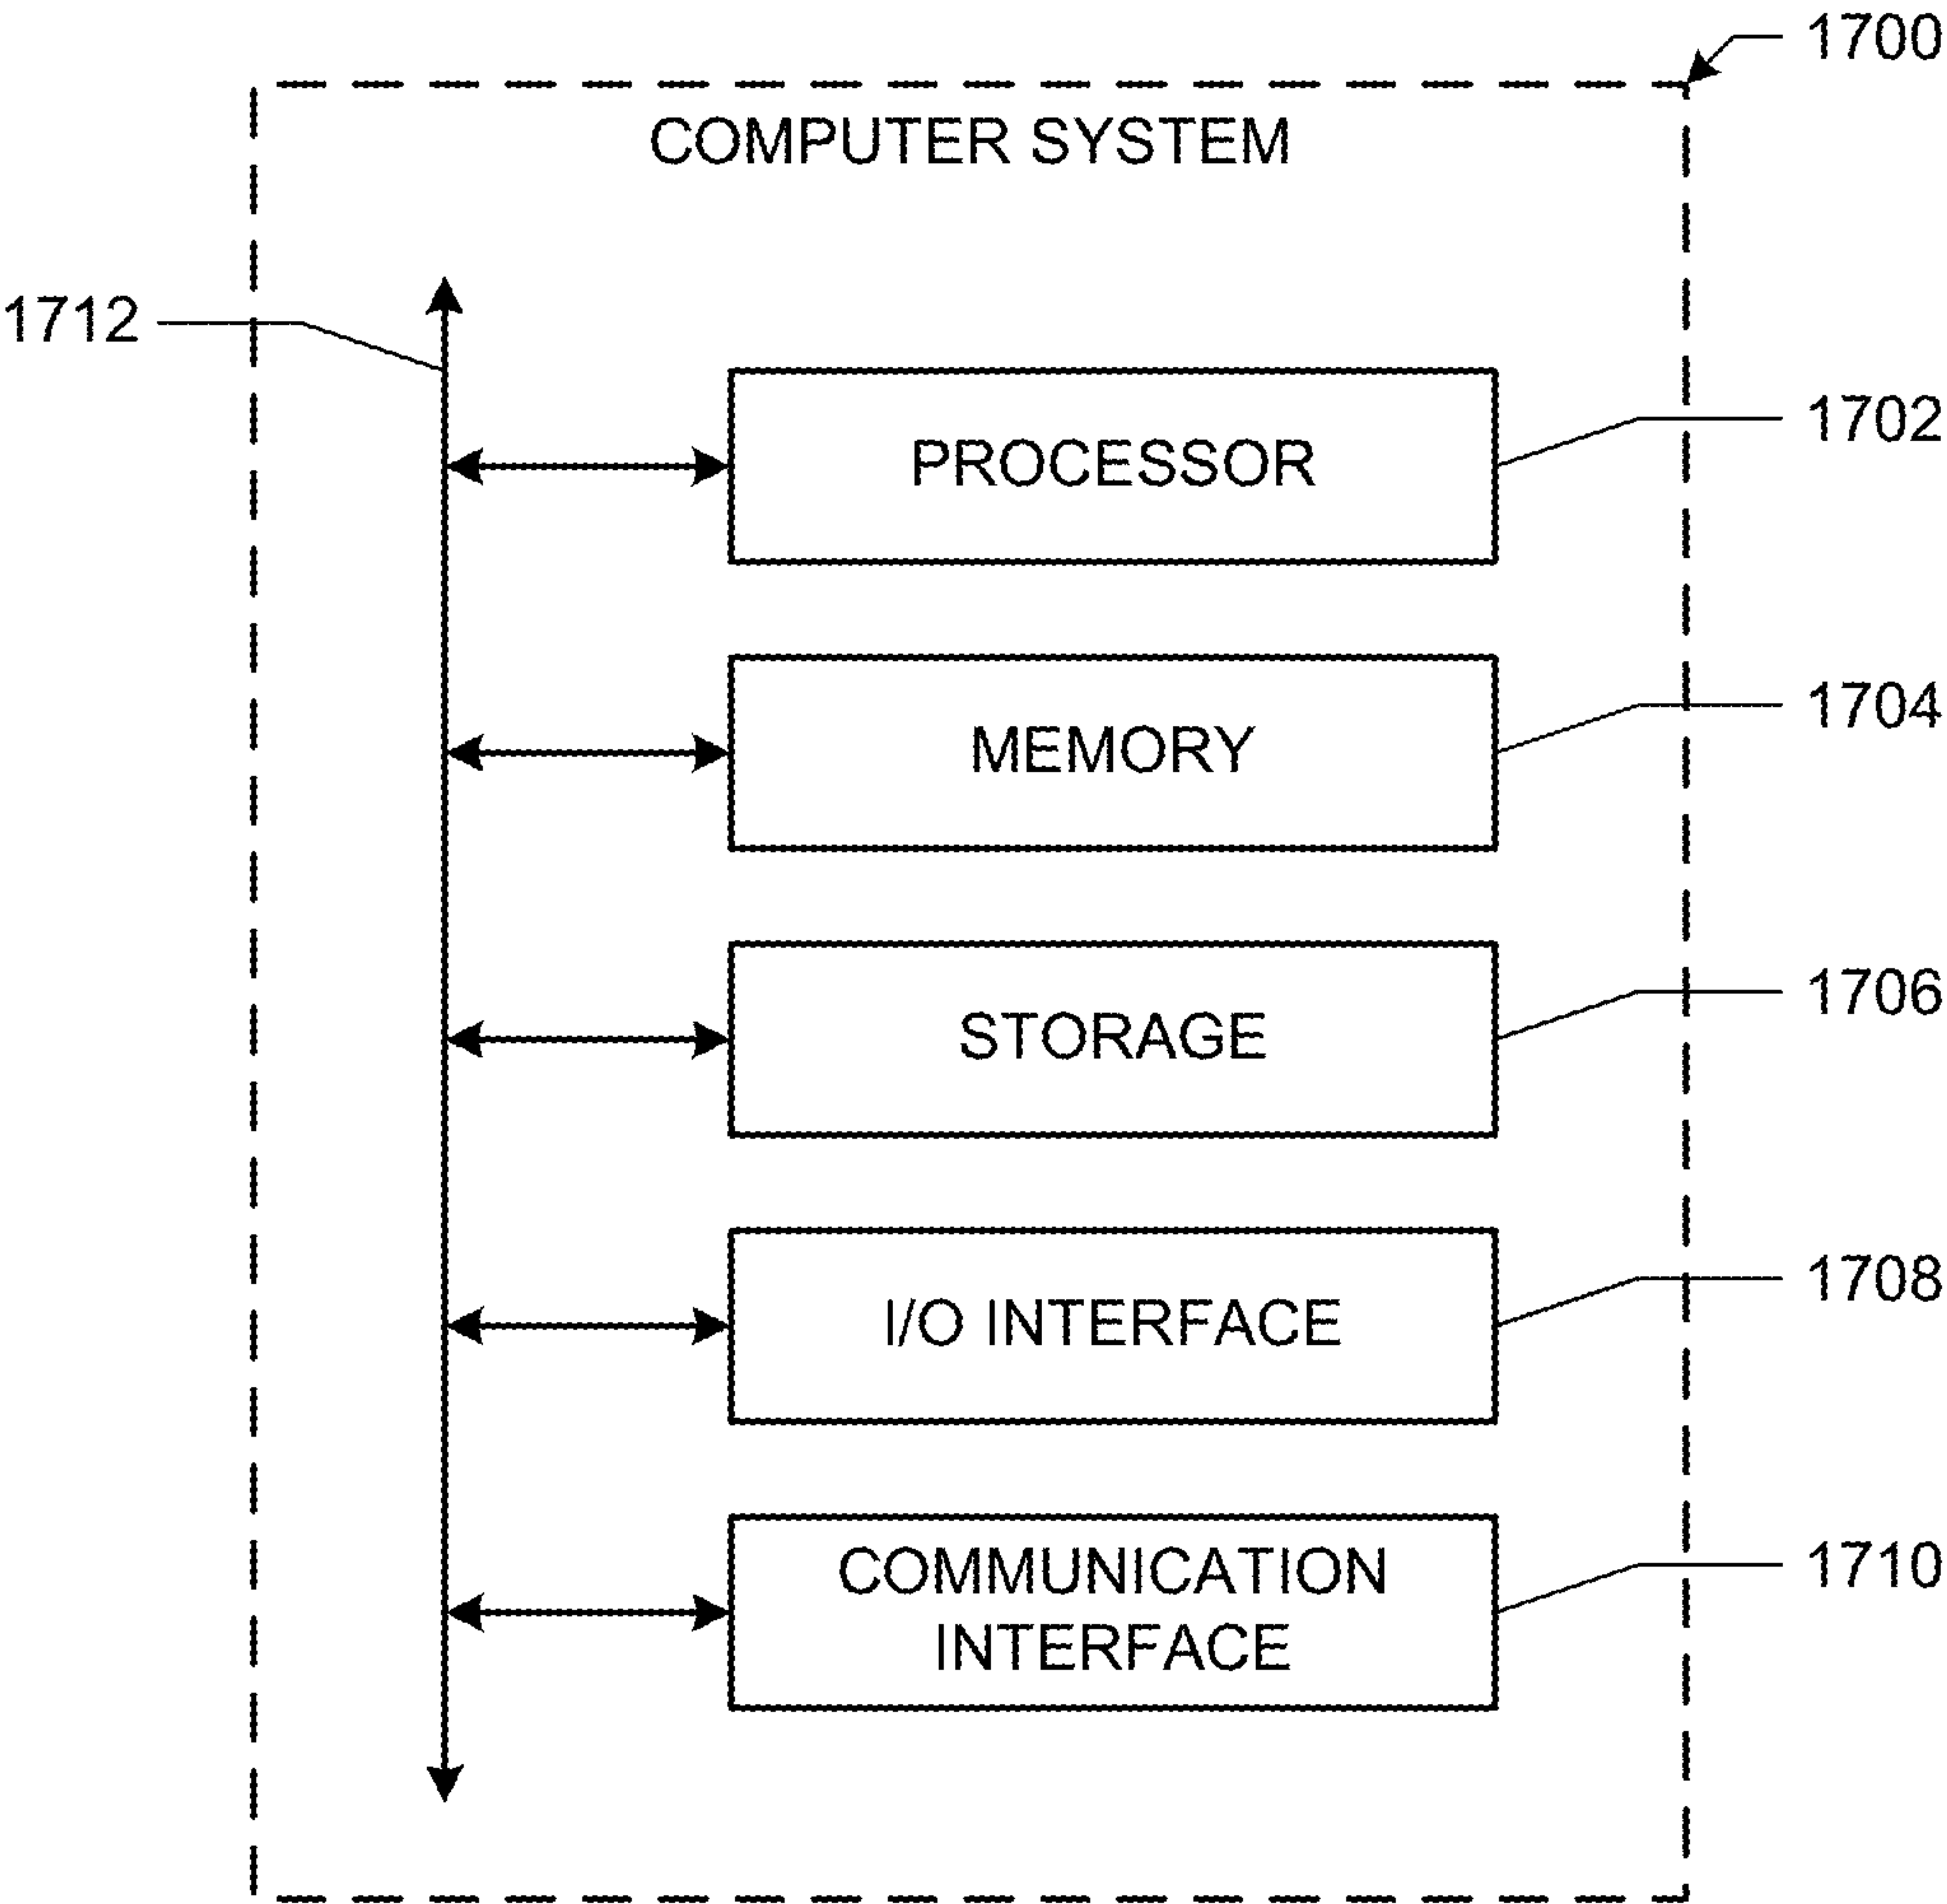 1700
COMPUTER SYSTEM
1712
1702
PROCESSOR
1704
MEMORY
1706
STORAGE
1708
I/O INTERFACE
1710
COMMUNICATION
INTERFACE